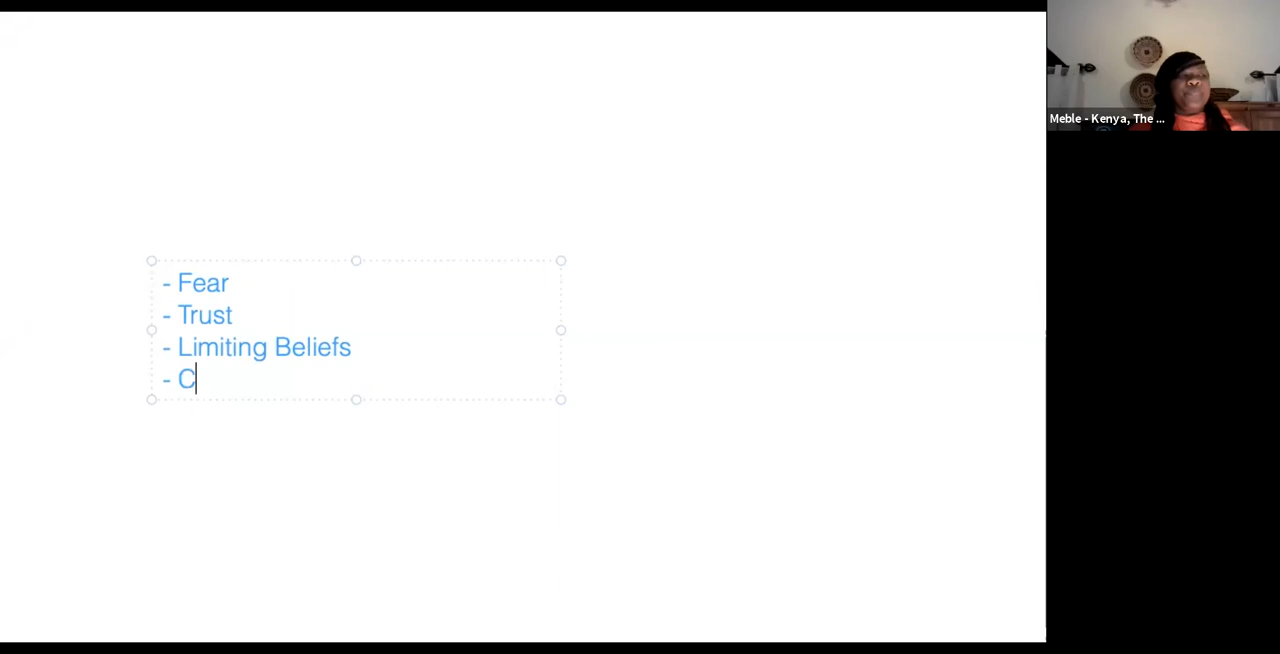 - Fear
- Trust
- Limiting Beliefs
- C
Meble - Kenya, The ...